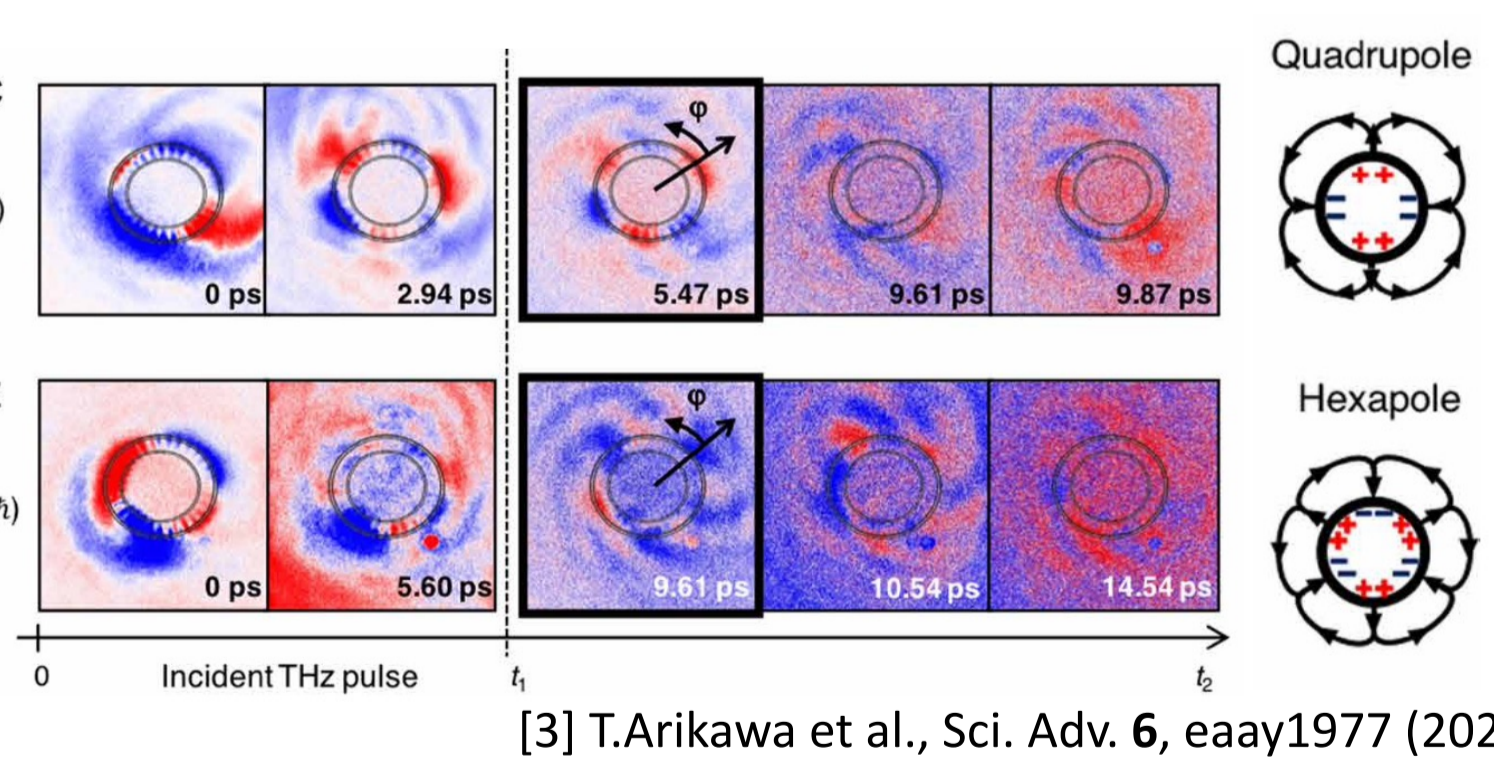 Quadrupole
φ
0 ps
2.94 ps
5.47 ps
9.61 ps
9.87 ps
++
++
Hexapole
φ
0 ps
5.60 ps
9.61 ps
10.54 ps
14.54 ps
ħ)
0
Incident THz pulse
t₁
t₂
[3] T.Arikawa et al., Sci. Adv. 6, eaay1977 (202